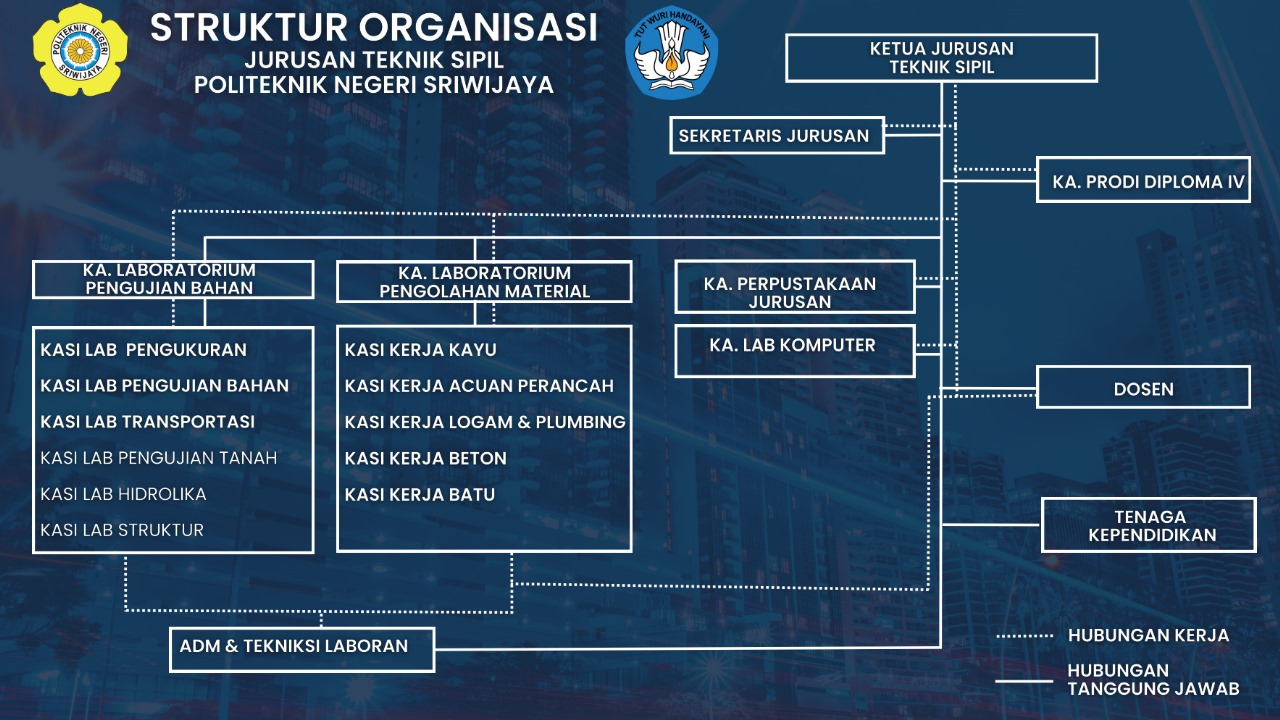 POLITEKNIK NEGERI
SRIWIJAYA
STRUKTUR ORGANISASI
JURUSAN TEKNIK SIPIL
POLITEKNIK NEGERI SRIWIJAYA
TUT WURI HANDAYANI
KETUA JURUSAN
TEKNIK SIPIL
SEKRETARIS JURUSAN
KA. PRODI DIPLOMA IV
KA. LABORATORIUM
PENGUJIAN BAHAN
KA. LABORATORIUM
PENGOLAHAN MATERIAL
KA. PERPUSTAKAAN
JURUSAN
KA. LAB KOMPUTER
KASI LAB PENGUKURAN
KASI LAB PENGUJIAN BAHAN
KASI LAB TRANSPORTASI
KASI LAB PENGUJIAN TANAH
KASI LAB HIDROLIKA
KASI LAB STRUKTUR
KASI KERJA KAYU
KASI KERJA ACUAN PERANCAH
KASI KERJA LOGAM & PLUMBING
KASI KERJA BETON
KASI KERJA BATU
DOSEN
TENAGA
KEPENDIDIKAN
ADM & TEKNIKSI LABORAN
HUBUNGAN KERJA
HUBUNGAN
TANGGUNG JAWAB